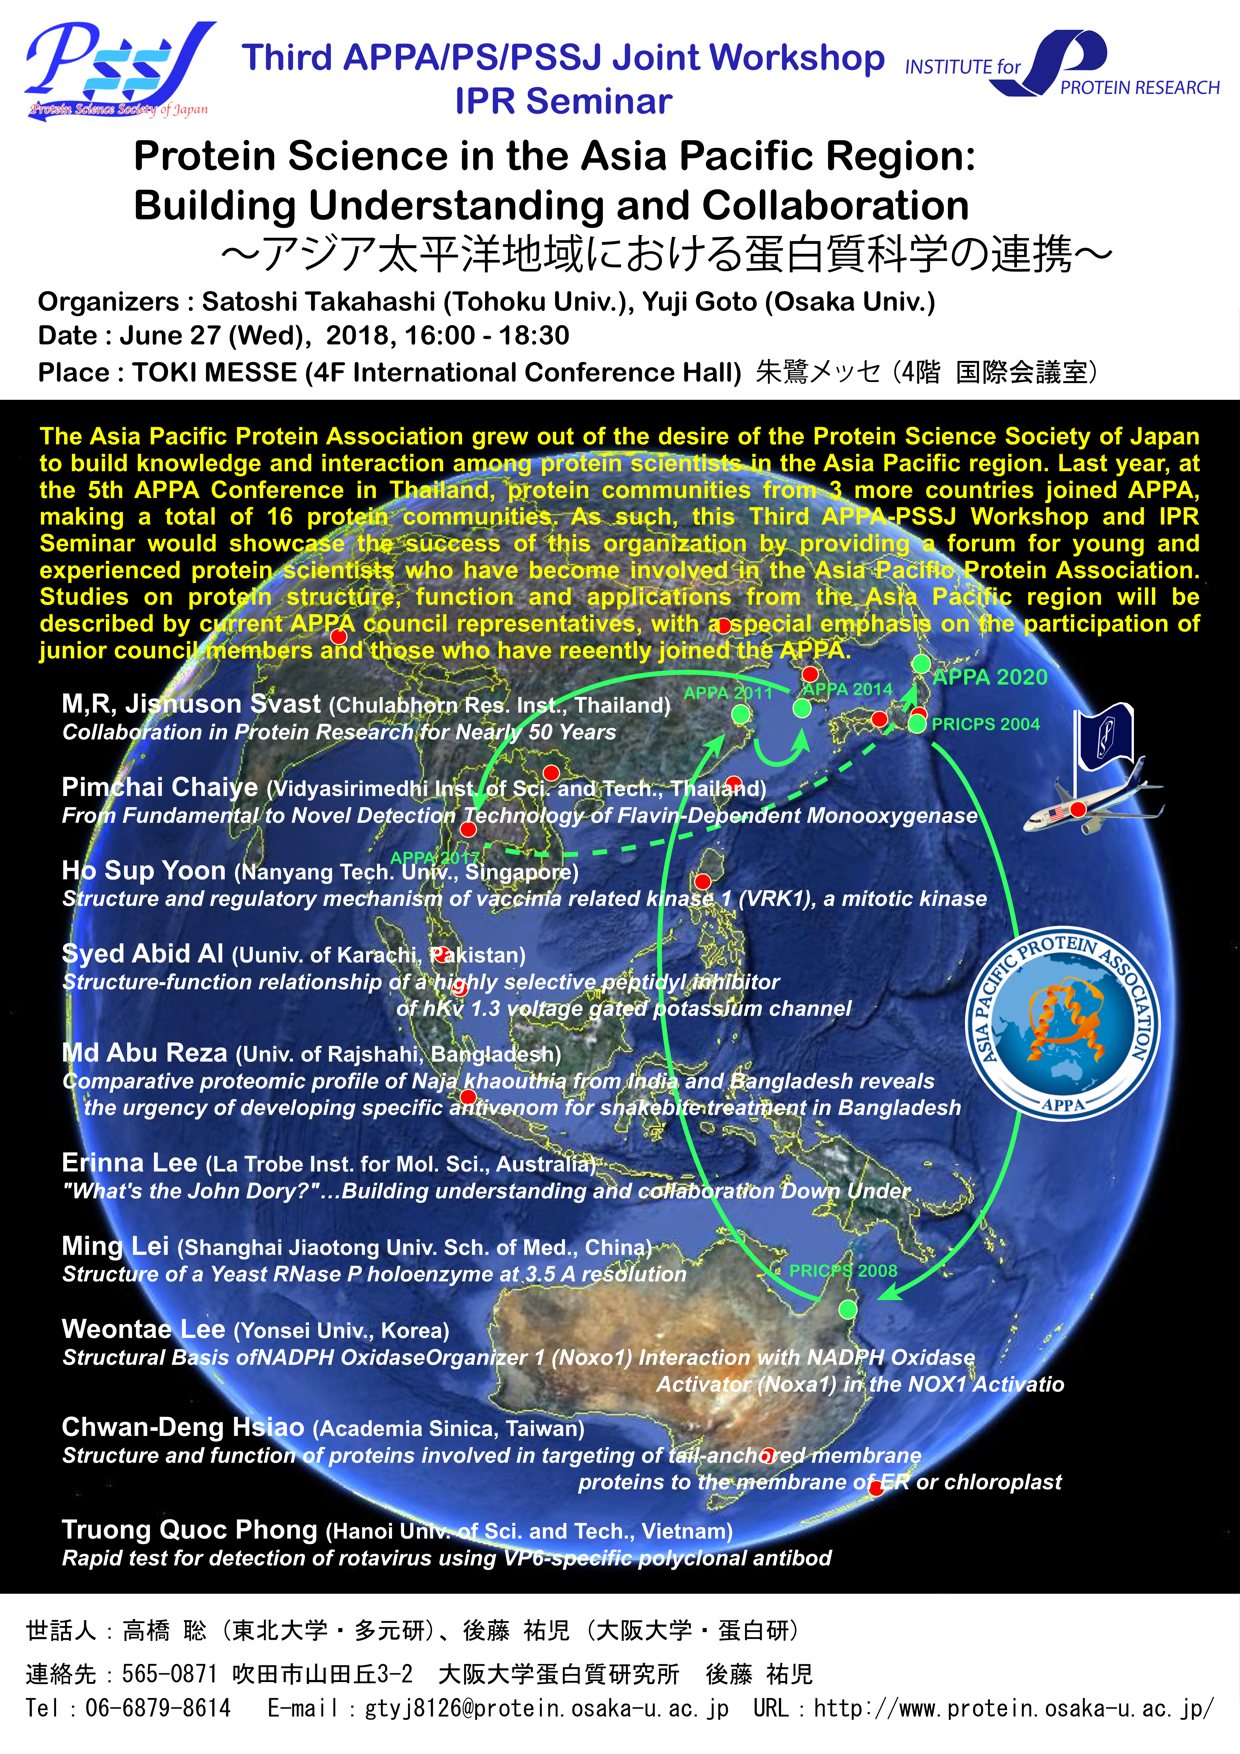 PSSJ
Protein Science Society of Japan
Third APPA/PS/PSSJ Joint Workshop
IPR Seminar
INSTITUTE for
PROTEIN RESEARCH
Protein Science in the Asia Pacific Region:
Building Understanding and Collaboration
～アジア太平洋地域における蛋白質科学の連携～
Organizers : Satoshi Takahashi (Tohoku Univ.), Yuji Goto (Osaka Univ.)
Date : June 27 (Wed),  2018, 16:00 - 18:30
Place : TOKI MESSE (4F International Conference Hall) 朱鷺メッセ（4階 国際会議室）
The Asia Pacific Protein Association grew out of the desire of the Protein Science Society of Japan
to build knowledge and interaction among protein scientists in the Asia Pacific region. Last year, at
the 5th APPA Conference in Thailand, protein communities from 3 more countries joined APPA,
making a total of 16 protein communities. As such, this Third APPA-PSSJ Workshop and IPR
Seminar would showcase the success of this organization by providing a forum for young and
experienced protein scientists who have become involved in the Asia Pacific Protein Association.
Studies on protein structure, function and applications from the Asia Pacific region will be
described by current APPA council representatives, with a special emphasis on the participation of
junior council members and those who have reeently joined the APPA.
APPA 2020
APPA 2011
APPA 2014
PRICPS 2004
M,R, Jisnuson Svast (Chulabhorn Res. Inst., Thailand)
Collaboration in Protein Research for Nearly 50 Years
Pimchai Chaiye (Vidyasirimedhi Inst. of Sci. and Tech., Thailand)
From Fundamental to Novel Detection Technology of Flavin-Dependent Monooxygenase
APPA 2017
Ho Sup Yoon (Nanyang Tech. Univ., Singapore)
Structure and regulatory mechanism of vaccinia related kinase 1 (VRK1), a mitotic kinase
Syed Abid Al (Uuniv. of Karachi, Pakistan)
Structure-function relationship of a highly selective peptidyl inhibitor
of hKv 1.3 voltage gated potassium channel
ASIA PACIFIC PROTEIN ASSOCIATION
APPA
Md Abu Reza (Univ. of Rajshahi, Bangladesh)
Comparative proteomic profile of Naja khaouthia from India and Bangladesh reveals
the urgency of developing specific antivenom for snakebite treatment in Bangladesh
Erinna Lee (La Trobe Inst. for Mol. Sci., Australia)
"What's the John Dory?"...Building understanding and collaboration Down Under
Ming Lei (Shanghai Jiaotong Univ. Sch. of Med., China)
Structure of a Yeast RNase P holoenzyme at 3.5 A resolution
PRICPS 2008
Weontae Lee (Yonsei Univ., Korea)
Structural Basis ofNADPH OxidaseOrganizer 1 (Noxo1) Interaction with NADPH Oxidase
Activator (Noxa1) in the NOX1 Activatio
Chwan-Deng Hsiao (Academia Sinica, Taiwan)
Structure and function of proteins involved in targeting of tail-anchored membrane
proteins to the membrane of ER or chloroplast
Truong Quoc Phong (Hanoi Univ. of Sci. and Tech., Vietnam)
Rapid test for detection of rotavirus using VP6-specific polyclonal antibod
世話人：高橋 聡（東北大学・多元研）、後藤 祐児（大阪大学・蛋白研）
連絡先：565-0871 吹田市山田丘3-2　大阪大学蛋白質研究所　後藤 祐児
Tel：06-6879-8614　E-mail：gtyj8126@protein.osaka-u.ac.jp　URL：http://www.protein.osaka-u.ac.jp/